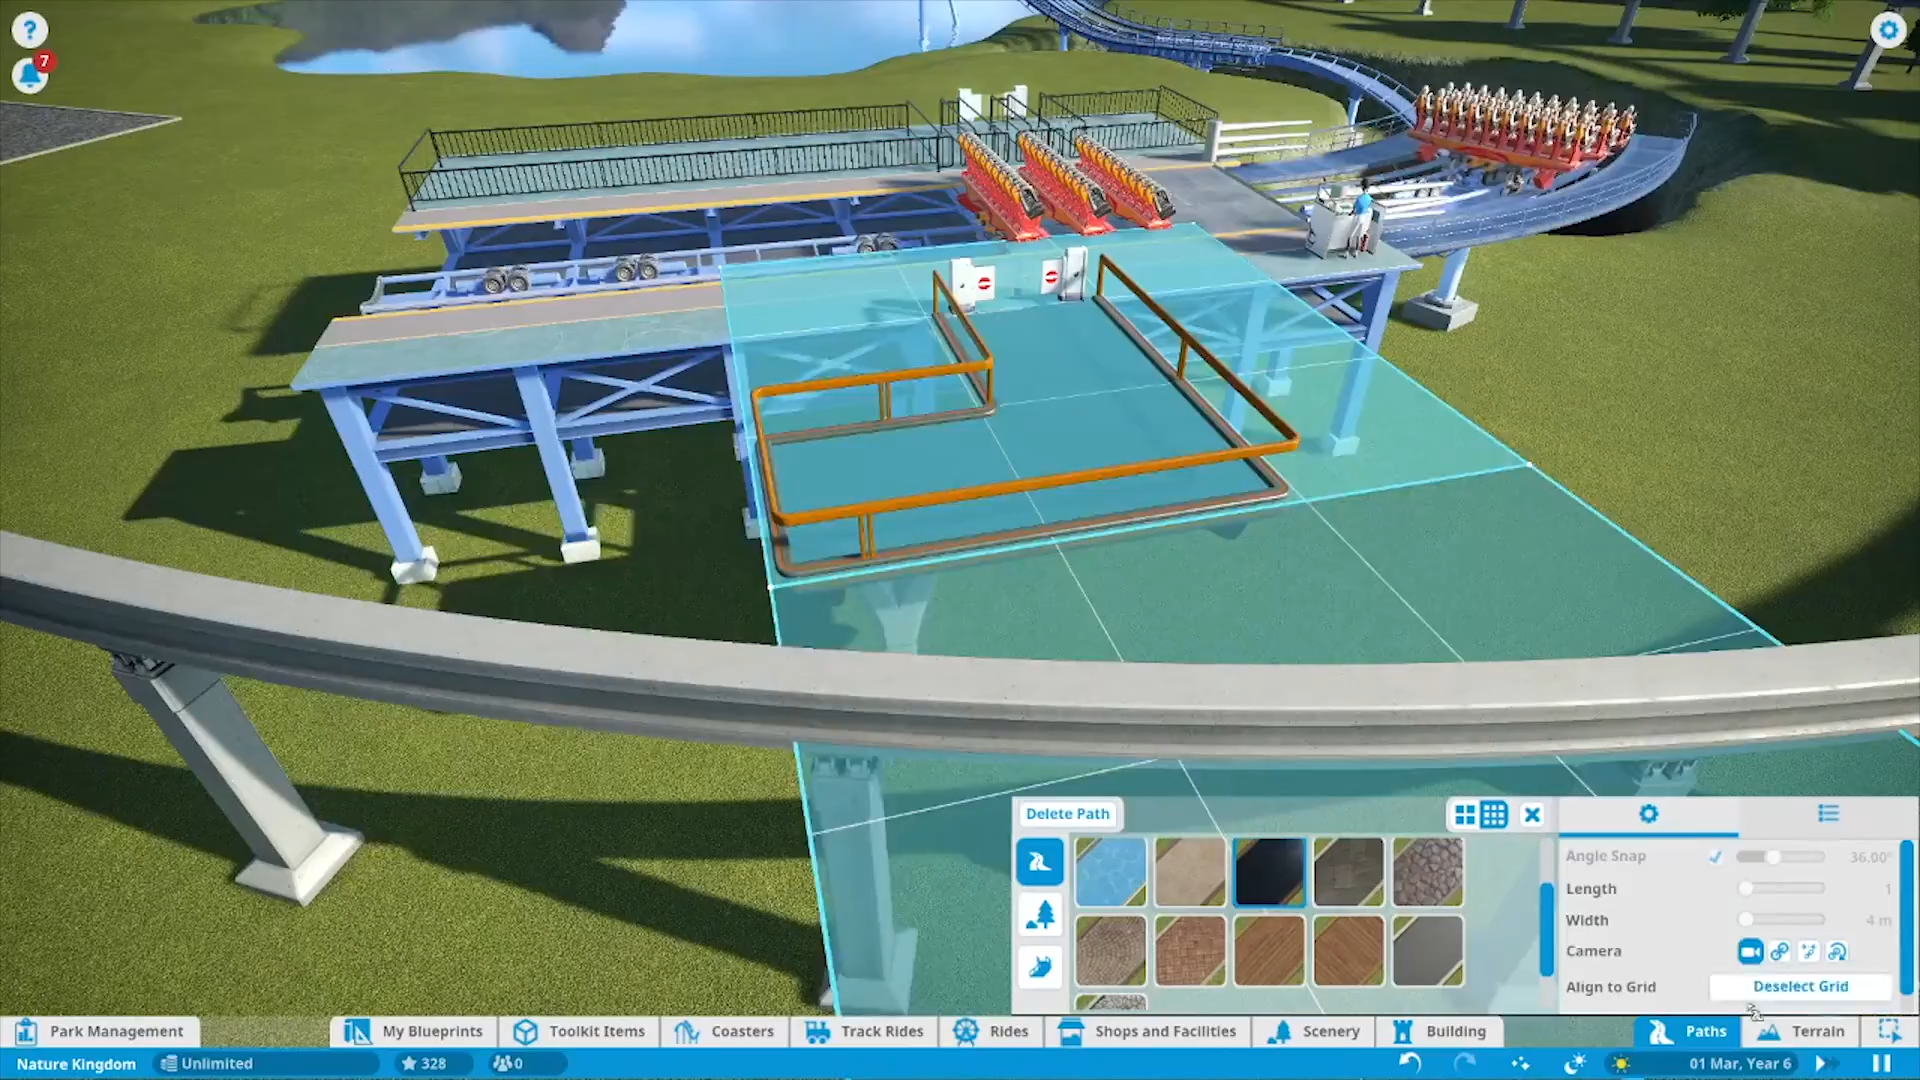 ?
7
Delete Path
Angle Snap 36.00°
Length 1
Width 4 m
Camera
Align to Grid Deselect Grid
Park Management My Blueprints Toolkit Items Coasters Track Rides Rides Shops and Facilities Scenery Building Paths Terrain
Nature Kingdom Unlimited 328 0 01 Mar, Year 6